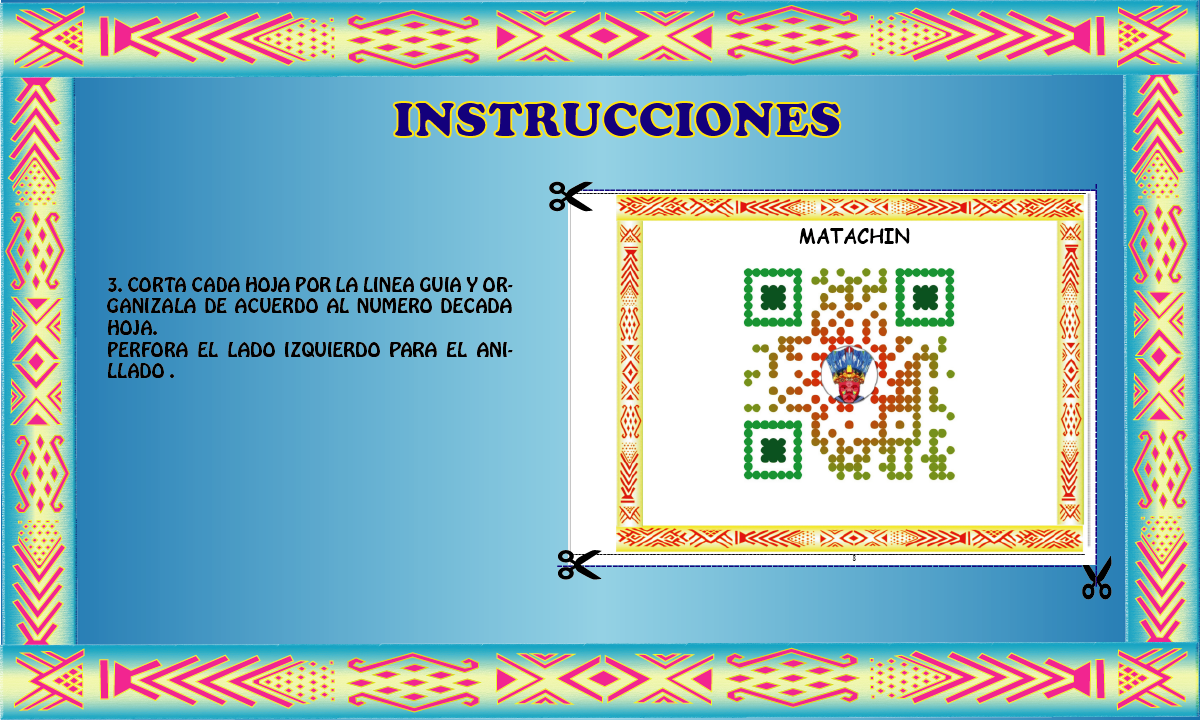 INSTRUCCIONES
3. CORTA CADA HOJA POR LA LINEA GUIA Y OR-
GANIZALA DE ACUERDO AL NUMERO DECADA
HOJA.
PERFORA EL LADO IZQUIERDO PARA EL ANI-
LLADO .
MATACHIN